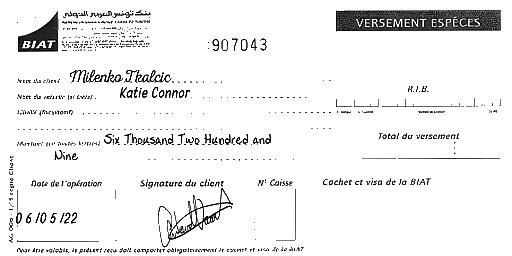 بنك تونس العربي الدولي
BIAT
VERSEMENT ESPÈCES
907043
Nom du client Milenko Tkalcic
R.I.B.
Nom du remettant (si tiers) Katie Connor
Libellé (facultatif)
Montant (en toutes lettres) Six Thousand Two Hundred and
Nine
Total du versement
Date de l'opération
Signature du client
N° Caisse
Cachet et visa de la BIAT
06/05/22
Pour être valable, le présent reçu doit comporter obligatoirement le cachet et visa de la BIAT